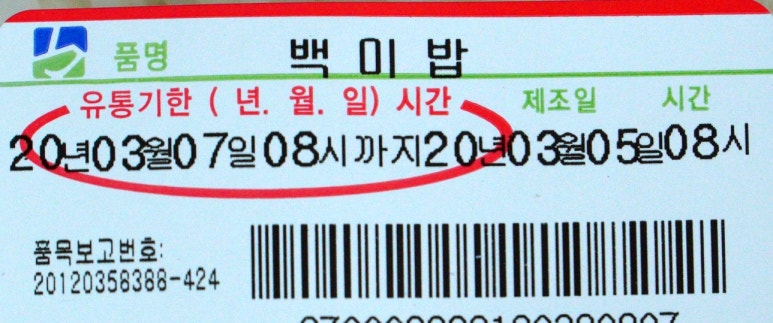 품명 백미밥
유통기한 ( 년. 월. 일) 시간 제조일 시간
20년03월07일08시까지20년03월05일08시
품목보고번호:
20120358388-424